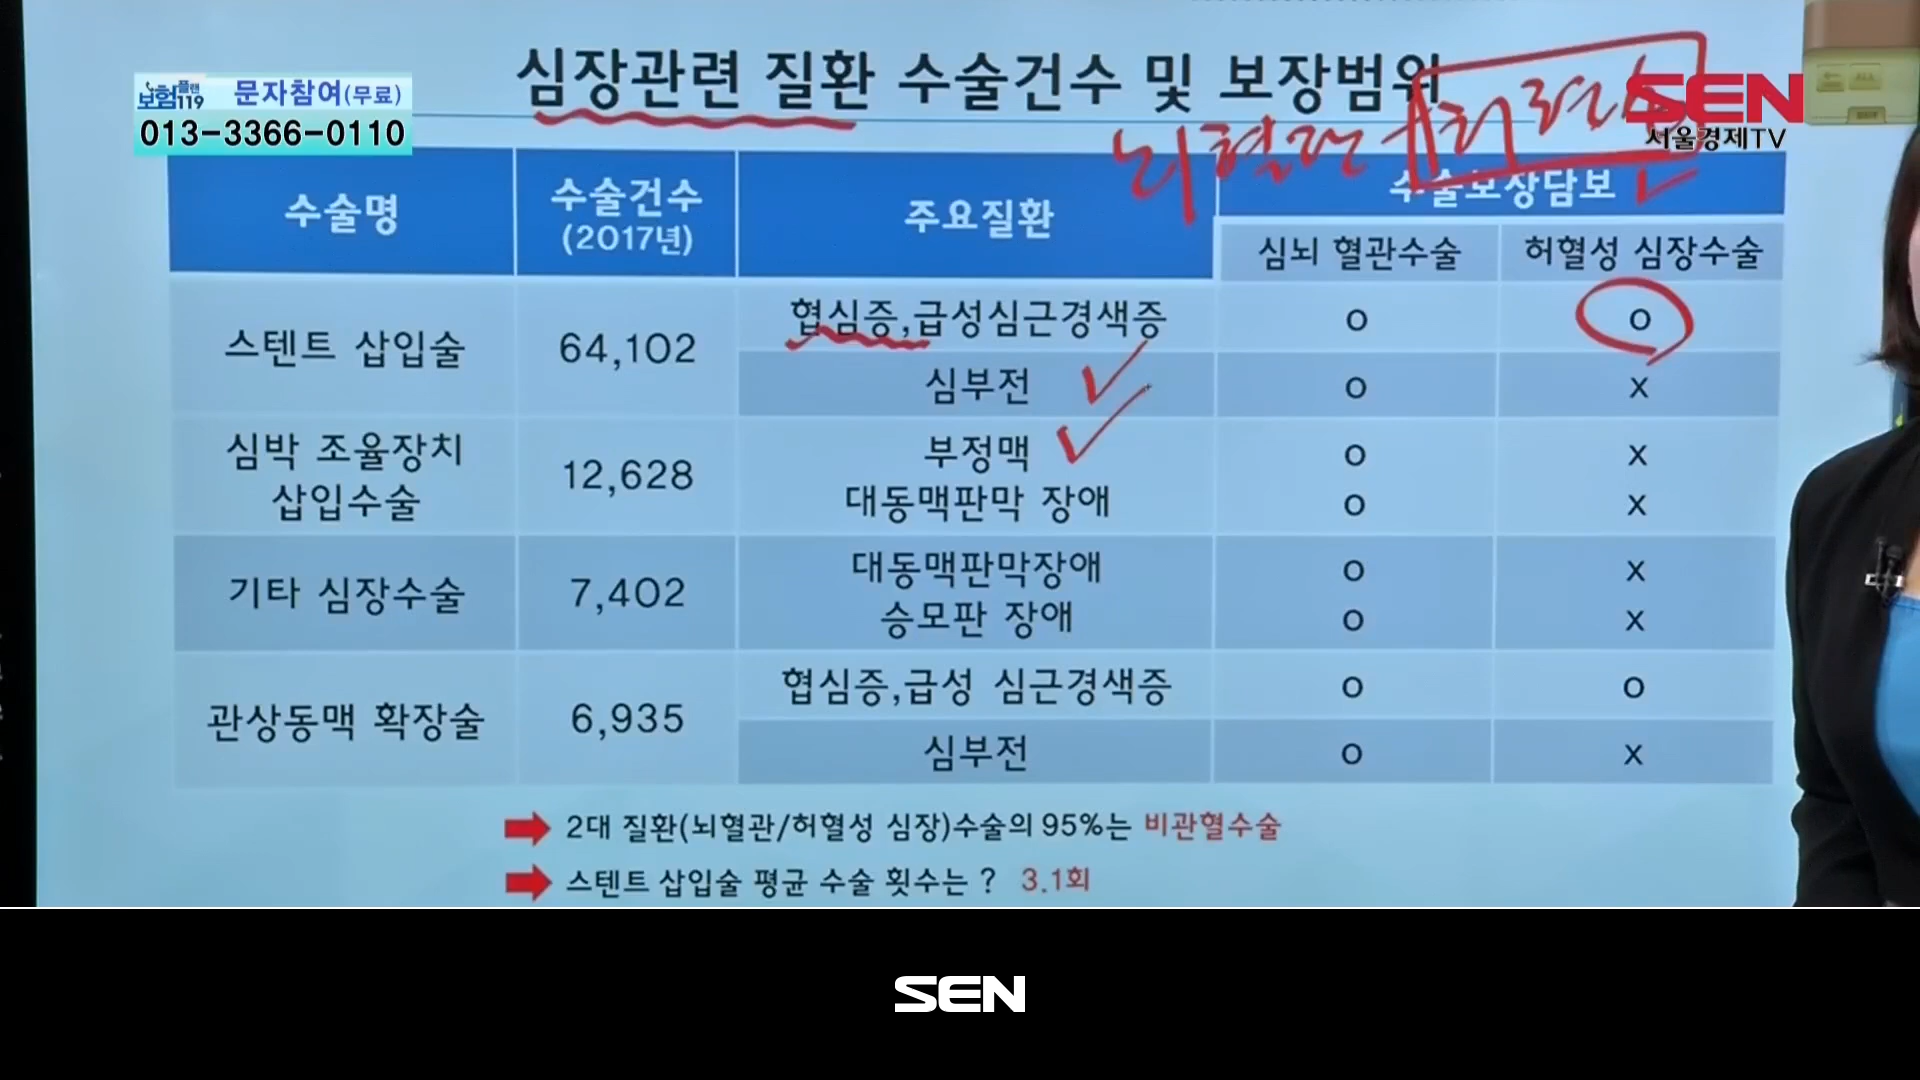 심장관련 질환 수술건수 및 보장범위
보험플랜119 문자참여(무료)
013-3366-0110
SEN
서울경제TV
뇌혈관
수술명
수술건수
(2017년)
주요질환
수술보상담보
심뇌 혈관수술
허혈성 심장수술
스텐트 삽입술
64,102
협심증,급성심근경색증
o
o
심부전
o
x
심박 조율장치
삽입수술
12,628
부정맥
o
x
대동맥판막 장애
o
x
기타 심장수술
7,402
대동맥판막장애
o
x
승모판 장애
o
x
관상동맥 확장술
6,935
협심증,급성 심근경색증
o
o
심부전
o
x
2대 질환(뇌혈관/허혈성 심장)수술의 95%는 비관혈수술
스텐트 삽입술 평균 수술 횟수는 ? 3.1회
SEN